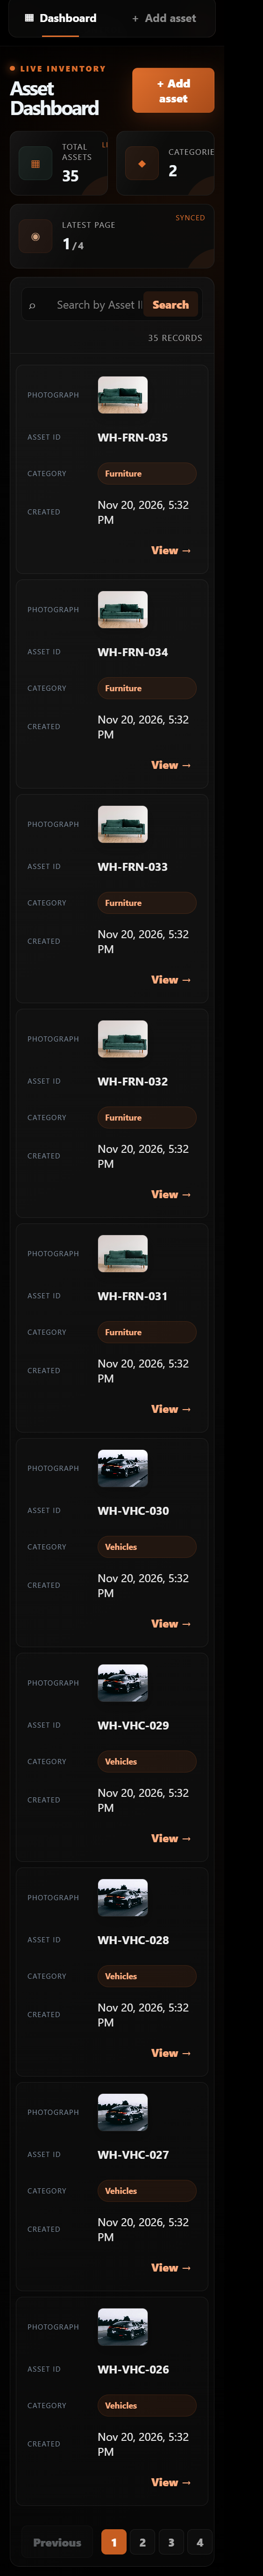 Dashboard
+ Add asset
LIVE INVENTORY
Asset
Dashboard
+ Add
asset
TOTAL
ASSETS
35
CATEGORIE
2
LATEST PAGE
1 / 4
SYNCED
Search by Asset I
Search
35 RECORDS
PHOTOGRAPH
ASSET ID
WH-FRN-035
CATEGORY
Furniture
CREATED
Nov 20, 2026, 5:32
PM
View →
PHOTOGRAPH
ASSET ID
WH-FRN-034
CATEGORY
Furniture
CREATED
Nov 20, 2026, 5:32
PM
View →
PHOTOGRAPH
ASSET ID
WH-FRN-033
CATEGORY
Furniture
CREATED
Nov 20, 2026, 5:32
PM
View →
PHOTOGRAPH
ASSET ID
WH-FRN-032
CATEGORY
Furniture
CREATED
Nov 20, 2026, 5:32
PM
View →
PHOTOGRAPH
ASSET ID
WH-FRN-031
CATEGORY
Furniture
CREATED
Nov 20, 2026, 5:32
PM
View →
PHOTOGRAPH
ASSET ID
WH-VHC-030
CATEGORY
Vehicles
CREATED
Nov 20, 2026, 5:32
PM
View →
PHOTOGRAPH
ASSET ID
WH-VHC-029
CATEGORY
Vehicles
CREATED
Nov 20, 2026, 5:32
PM
View →
PHOTOGRAPH
ASSET ID
WH-VHC-028
CATEGORY
Vehicles
CREATED
Nov 20, 2026, 5:32
PM
View →
PHOTOGRAPH
ASSET ID
WH-VHC-027
CATEGORY
Vehicles
CREATED
Nov 20, 2026, 5:32
PM
View →
PHOTOGRAPH
ASSET ID
WH-VHC-026
CATEGORY
Vehicles
CREATED
Nov 20, 2026, 5:32
PM
View →
Previous 1 2 3 4